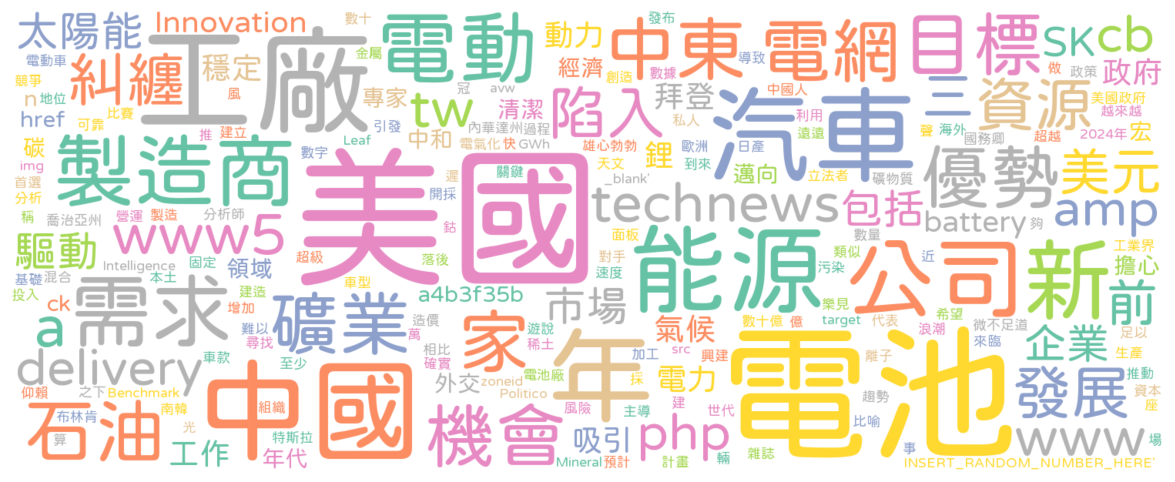 太陽能
Innovation
數十
電動
動力
發布
中東
導致
電網
目標
SK
cb
電動車
工廠
金屬
經濟
創造
數據
做
政策
政府
競爭
糾纏
穩定
風
冠
avw
拜登
中國人
三
資源
美國政府
越來越
n
地位
比賽
專家
tw
清潔
陷入
私人
利用
汽車
聲
海外
超越
2024年
宏
href
可靠
推
建立
引發
內華達州過程
遠遠
國務卿
碳
數字
Leaf
中和
電氣化
快
GWh
雄心勃勃
歐洲
日產
img
製造商
美國
遲
關鍵
天文
鋰
到來
邁向
立法者
優勢
美元
首選
分析
開採
_blank'
礦物質
稱
喬治亞州
營運
製造
分析師
鈷
technews
包括
battery
夠
amp
www5
面板
數量
驅動
超級
落後
對手
能源
類似
公司
近
新
工業界
擔心
基礎
混合
Intelligence
固定
領域
車型
速度
污染
投入
本土
建造
a4b3f35b
市場
樂見
希望
前
ck
增加
礦業
造價
數十億
億
target
代表
浪潮
微不足道
a
需求
難以
尋找
萬
家
遊說
稀土
年
氣候
src
電池
來臨
足以
企業
delivery
車款
至少
相比
確實
加工
興建
離子
生產
仰賴
之下
Benchmark
中國
外交
zoneid
電池廠
採
電力
趨勢
發展
推動
資本
座
布林肯
南韓
組織
Politico
風險
主導
建
世代
比喻
石油
光
特斯拉
機會
吸引
php
www
場
算
工作
年代
Mineral
預計
計畫
輛
雜誌
事
INSERT_RANDOM_NUMBER_HERE'